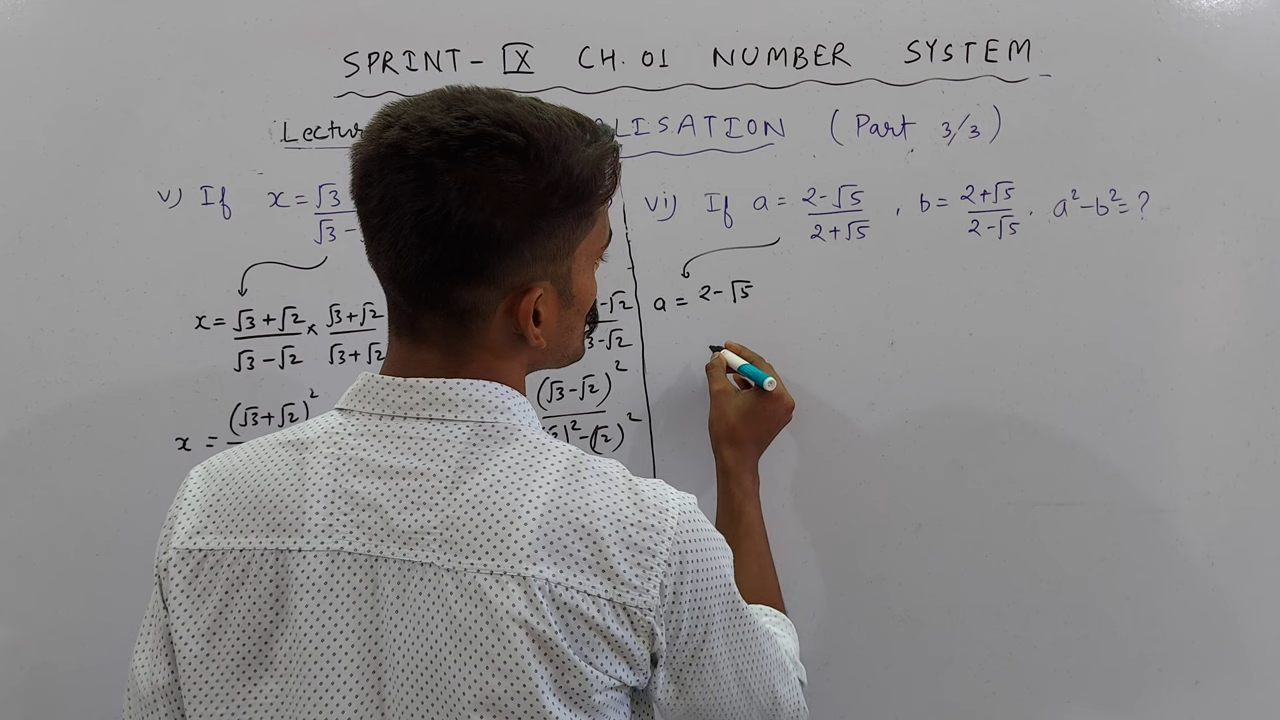 SPRINT- IX CH. 01 NUMBER SYSTEM
LISATION (Part 3/3)
v) If x = √3
√3 -
x = √3 + √2 / √3 - √2 × √3 + √2 / √3 + √2
x = (√3 + √2)²
- √2
3 - √2
(√3 - √2)²
)² - (√2)²
vi) If a = 2 - √5 / 2 + √5 , b = 2 + √5 / 2 - √5 . a² - b² = ?
a = 2 - √5